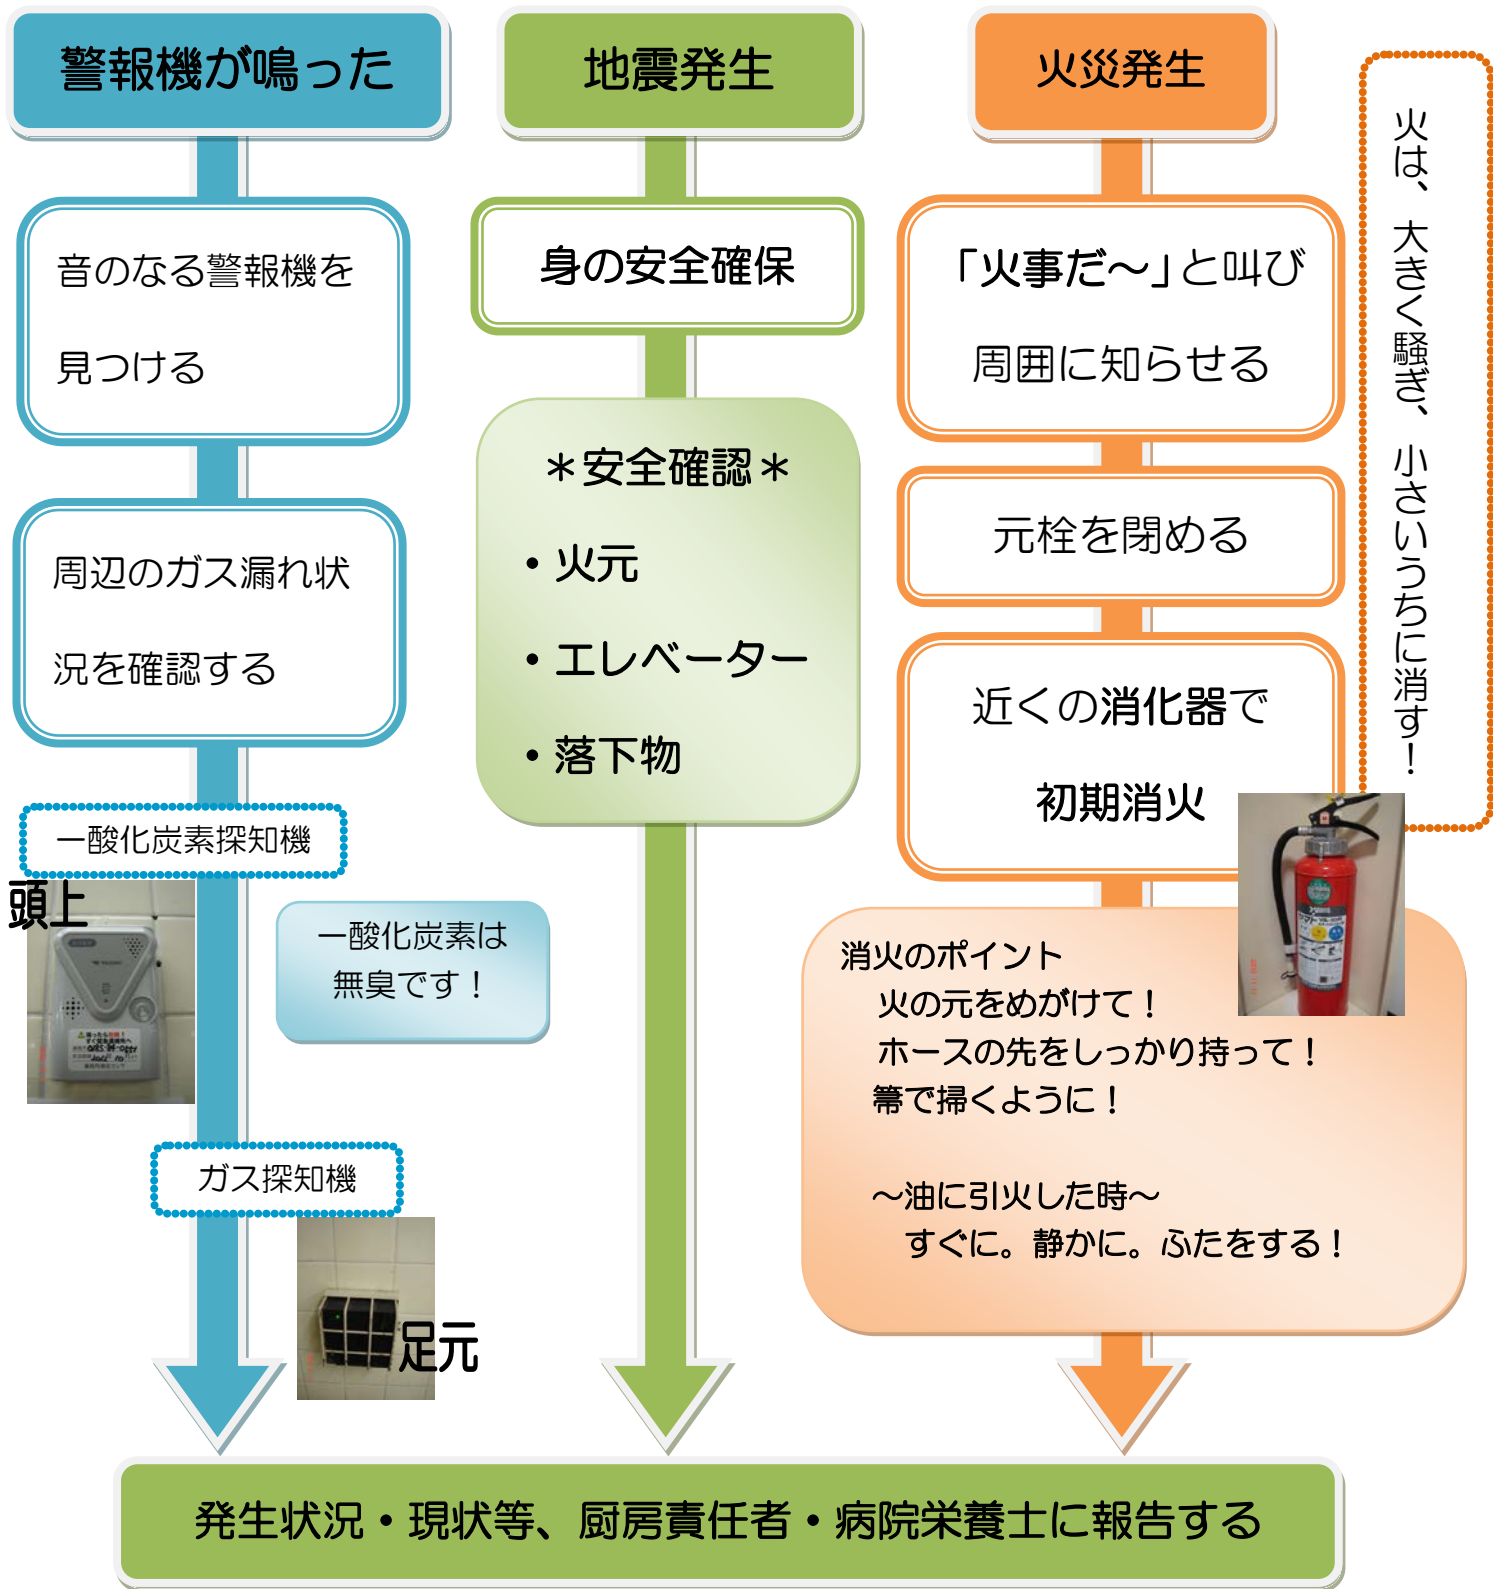 警報機が鳴った
音のなる警報機を
見つける
周辺のガス漏れ状
況を確認する
一酸化炭素探知機
頭上
一酸化炭素は
無臭です！
ガス探知機
足元
地震発生
身の安全確保
＊安全確認＊
・火元
・エレベーター
・落下物
火災発生
「火事だ～」と叫び
周囲に知らせる
元栓を閉める
近くの消化器で
初期消火
火は、大きく騒ぎ、小さいうちに消す！
消火のポイント
火の元をめがけて！
ホースの先をしっかり持って！
箒で掃くように！
～油に引火した時～
すぐに。静かに。ふたをする！
発生状況・現状等、厨房責任者・病院栄養士に報告する